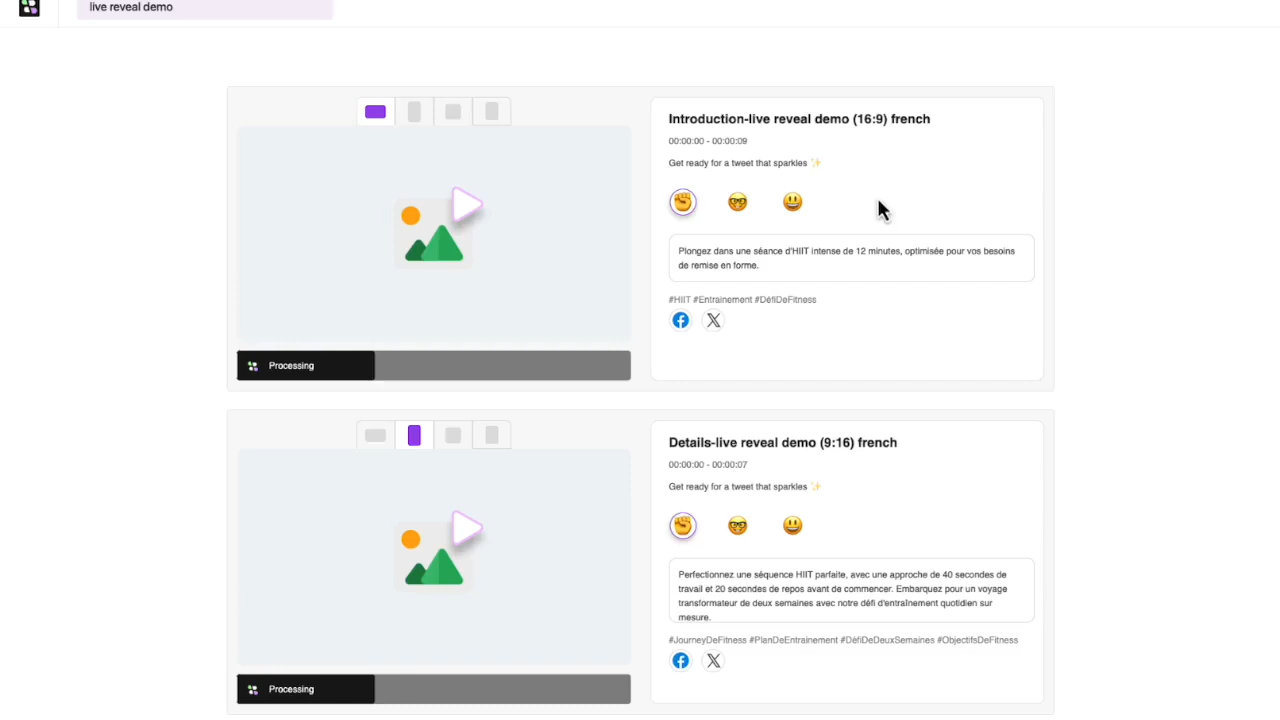 live reveal demo
Introduction-live reveal demo (16:9) french
00:00:00 - 00:00:09
Get ready for a tweet that sparkles ✨
Plongez dans une séance d'HIIT intense de 12 minutes, optimisée pour vos besoins
de remise en forme.
#HIIT #Entrainement #DéfiDeFitness
Processing
Details-live reveal demo (9:16) french
00:00:00 - 00:00:07
Get ready for a tweet that sparkles ✨
Perfectionnez une séquence HIIT parfaite, avec une approche de 40 secondes de
travail et 20 secondes de repos avant de commencer. Embarquez pour un voyage
transformateur de deux semaines avec notre défi d'entraînement quotidien sur
mesure.
#JourneyDeFitness #PlanDeEntrainement #DéfiDeDeuxSemaines #ObjectifsDeFitness
Processing